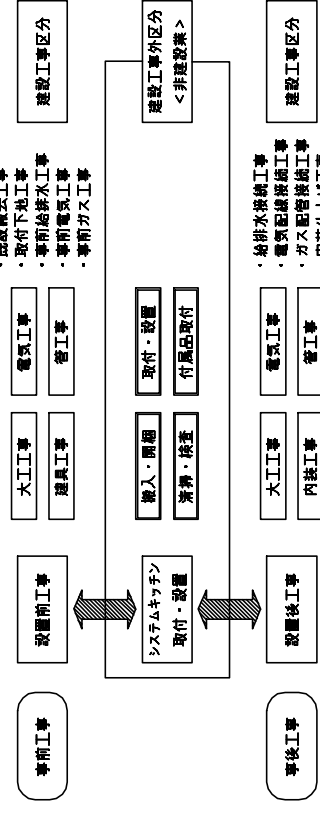 事前工事
設置前工事
大工工事
電気工事
建具工事
管工事
・取付下地工事
・事前給排水工事
・事前電気工事
・事前ガス工事
建設工事区分
システムキッチン
取付・設置
搬入・開梱
取付・設置
清掃・検査
付属品取付
建設工事外区分
<非建設業>
事後工事
設置後工事
大工工事
電気工事
内装工事
管工事
・給排水接続工事
・電気配線接続工事
・ガス配管接続工事
建設工事区分